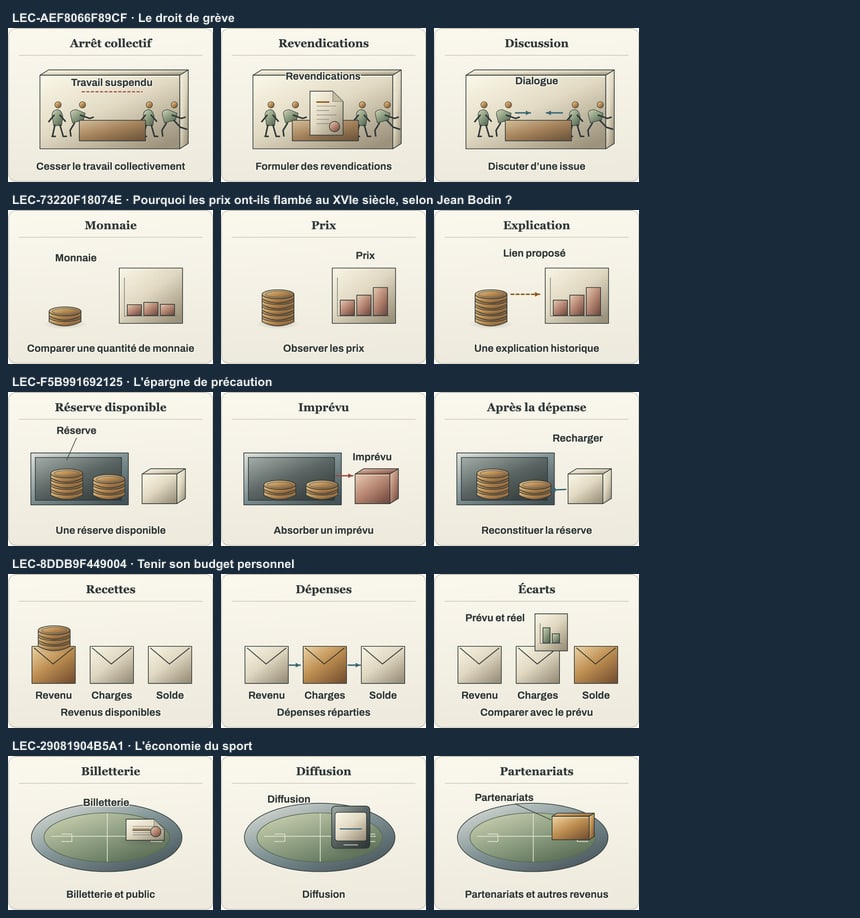 LEC-AEF8066F89CF · Le droit de grève
Arrêt collectif
Travail suspendu
Cesser le travail collectivement
Revendications
Revendications
Formuler des revendications
Discussion
Dialogue
Discuter d'une issue
LEC-73220F18074E · Pourquoi les prix ont-ils flambé au XVIe siècle, selon Jean Bodin ?
Monnaie
Monnaie
Comparer une quantité de monnaie
Prix
Prix
Observer les prix
Explication
Lien proposé
Une explication historique
LEC-F5B991692125 · L'épargne de précaution
Réserve disponible
Réserve
Une réserve disponible
Imprévu
Imprévu
Absorber un imprévu
Après la dépense
Recharger
Reconstituer la réserve
LEC-8DDB9F449004 · Tenir son budget personnel
Recettes
Revenu Charges Solde
Revenus disponibles
Dépenses
Revenu Charges Solde
Dépenses réparties
Écarts
Prévu et réel
Revenu Charges Solde
Comparer avec le prévu
LEC-29081904B5A1 · L'économie du sport
Billetterie
Billetterie
Billetterie et public
Diffusion
Diffusion
Diffusion
Partenariats
Partenariats
Partenariats et autres revenus